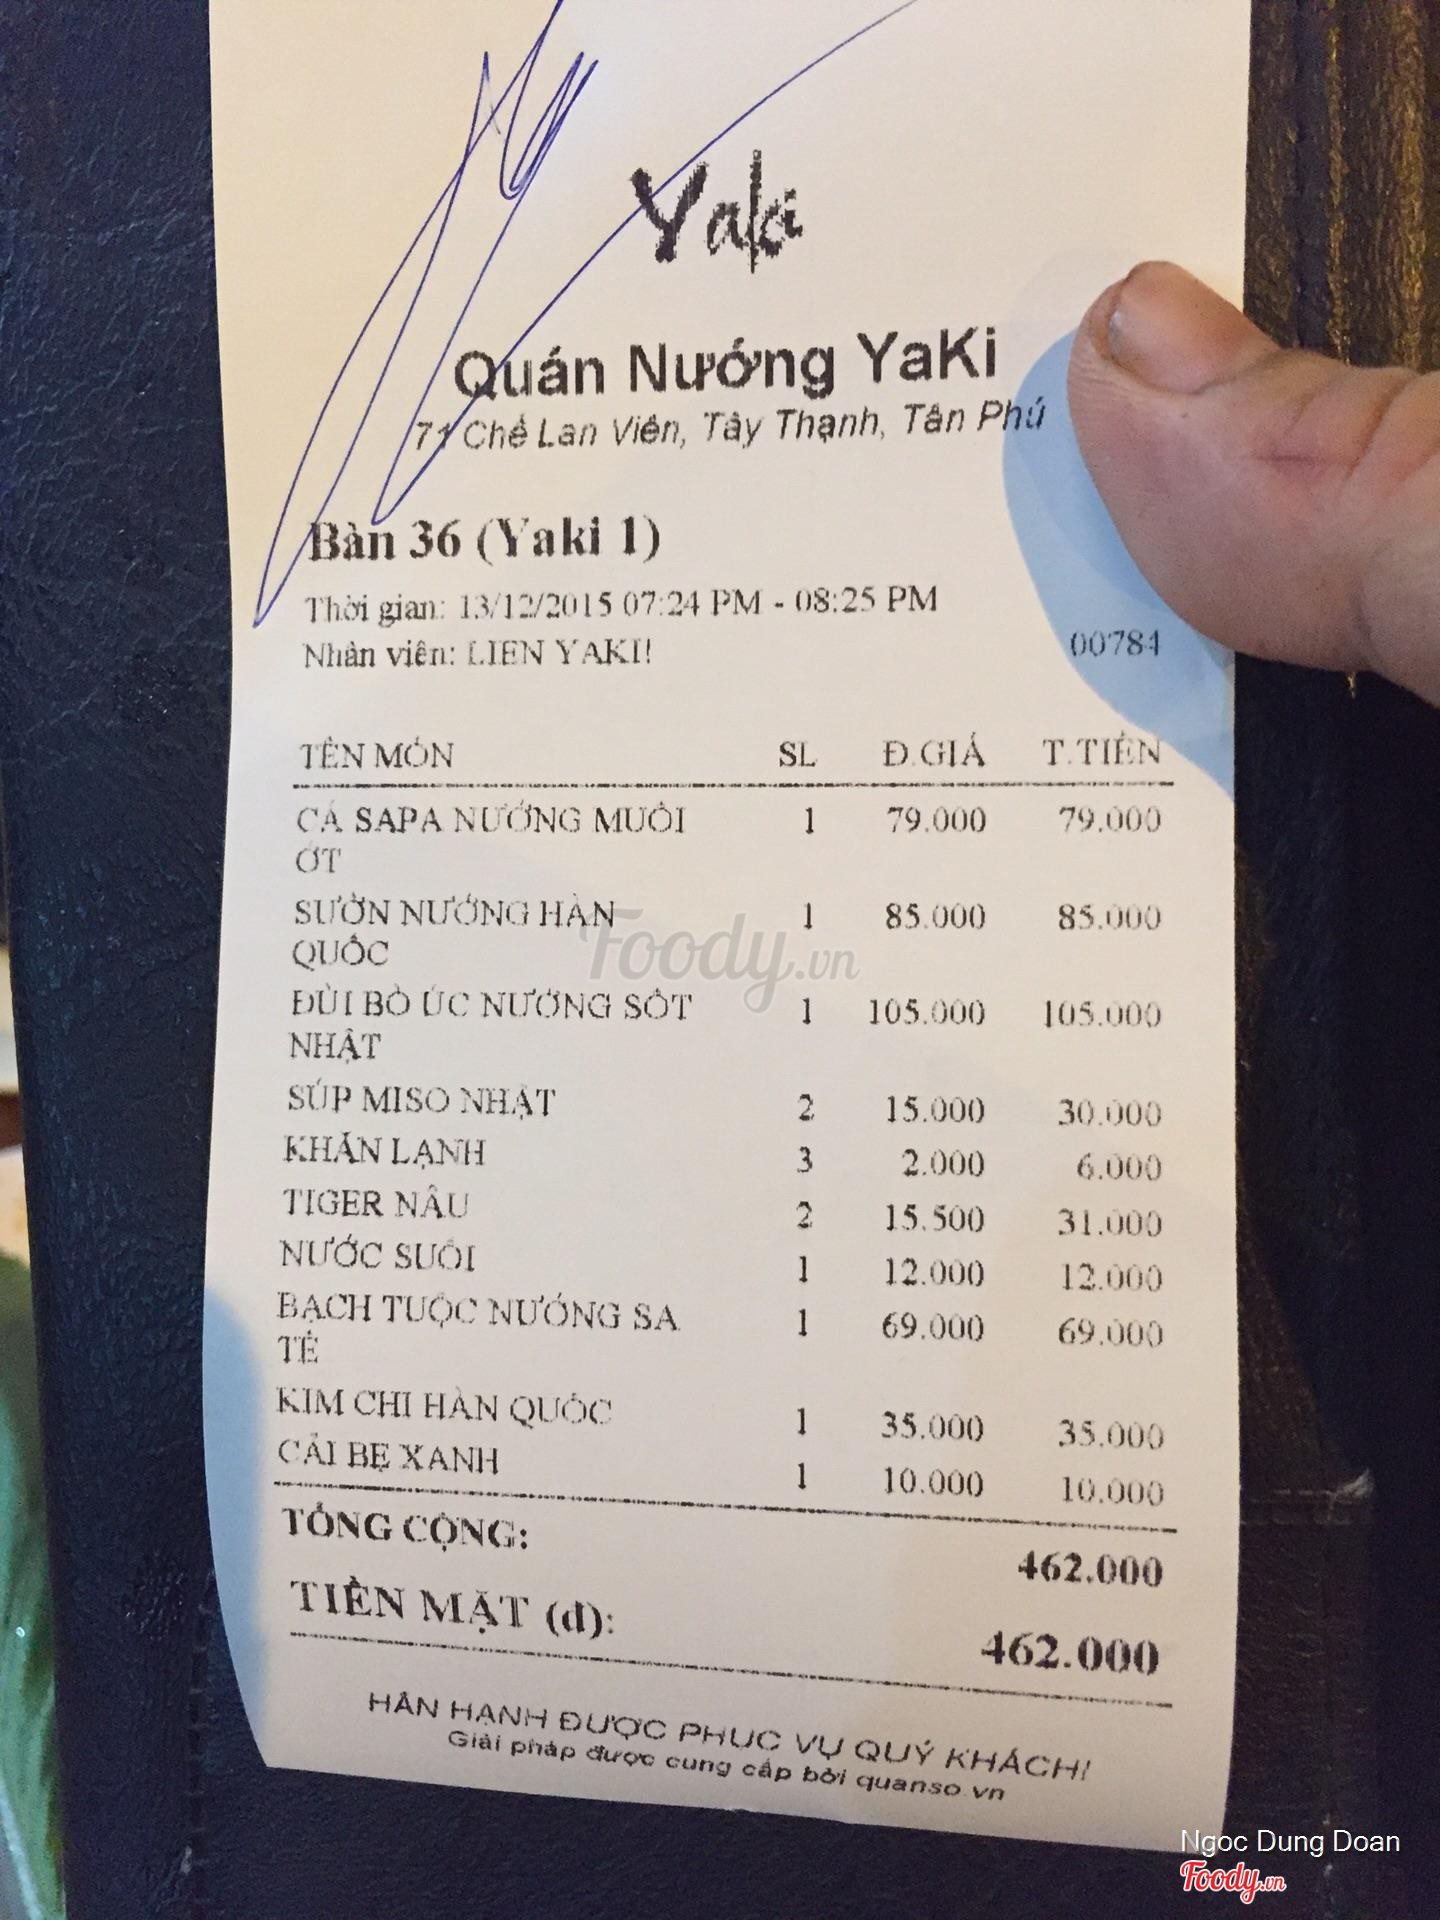 Yaki
Quán Nướng YaKi
71 Chế Lan Viên, Tây Thạnh, Tân Phú
Bàn 36 (Yaki 1)
Thời gian: 13/12/2015 07:24 PM - 08:25 PM
Nhân viên: LIEN YAKI! 00784
TÊN MÓN SL Đ.GIÁ T.TIỀN
CÁ SAPA NƯỚNG MUỐI 1 79.000 79.000
ỚT
SƯỜN NƯỚNG HÀN 1 85.000 85.000
QUỐC
ĐÙI BÒ ÚC NƯỚNG SỐT 1 105.000 105.000
NHẬT
SÚP MISO NHẬT 2 15.000 30.000
KHĂN LẠNH 3 2.000 6.000
TIGER NÂU 2 15.500 31.000
NƯỚC SUỐI 1 12.000 12.000
BẠCH TUỘC NƯỚNG SA 1 69.000 69.000
TẾ
KIM CHI HÀN QUỐC 1 35.000 35.000
CẢI BẸ XANH 1 10.000 10.000
TỔNG CỘNG: 462.000
TIỀN MẶT (đ): 462.000
HÂN HẠNH ĐƯỢC PHỤC VỤ QUÝ KHÁCH!
Giải pháp được cung cấp bởi quanso.vn
Foody.vn
Ngoc Dung Doan
Foody.vn